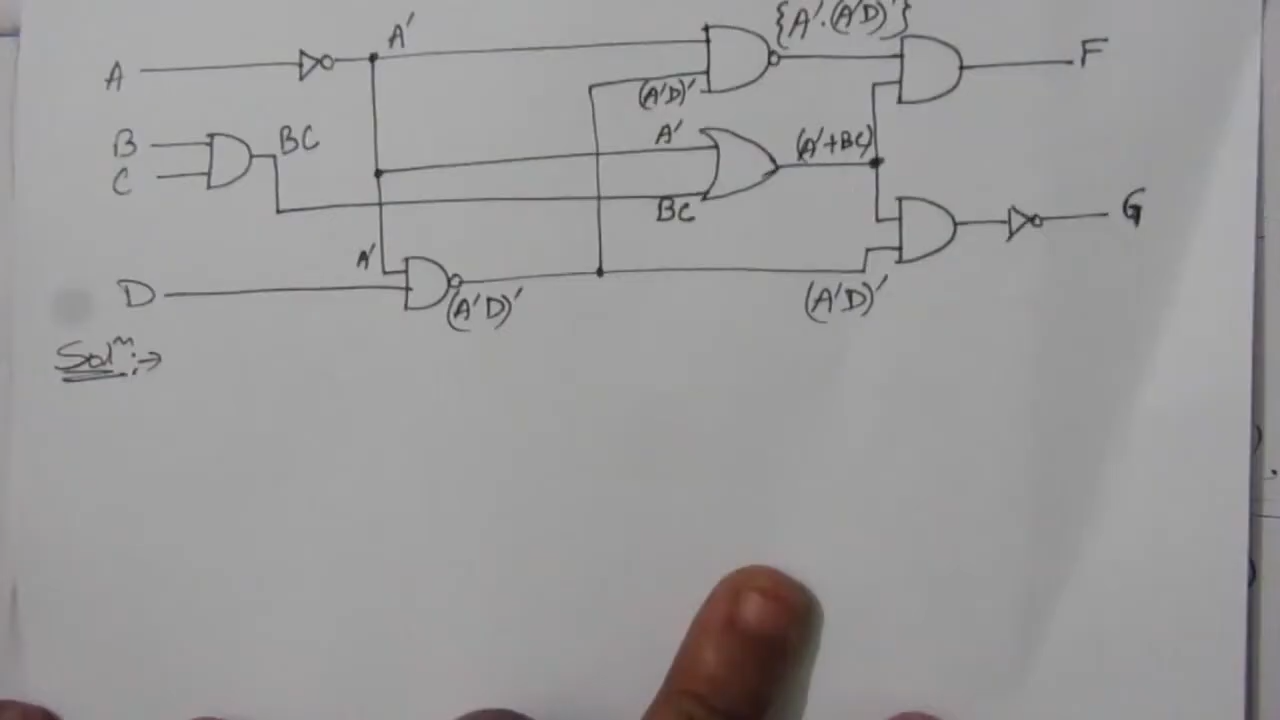 A
A'
{A'.(A'D)'}
F
(A'D)'
B
C
BC
A'
(A'+BC)
BC
G
A'
D
(A'D)'
(A'D)'
Solⁿ:→